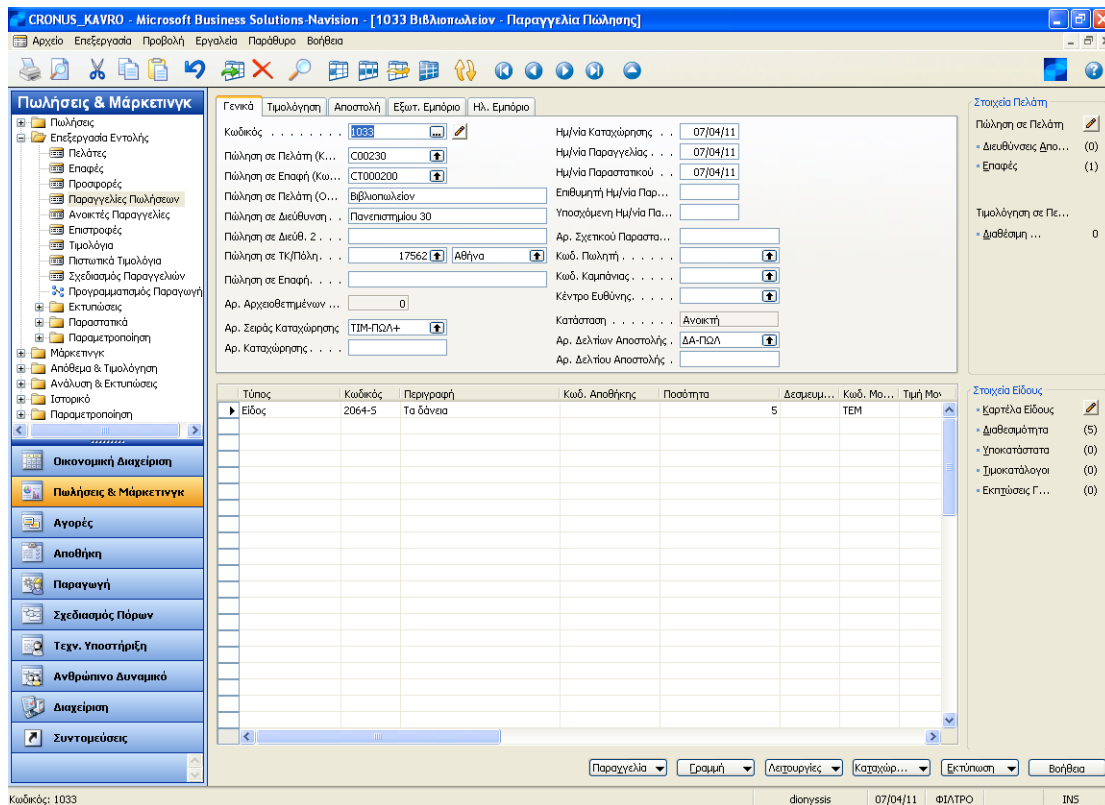 CRONUS_KAVRO - Microsoft Business Solutions-Navision - [1033 Βιβλιοπωλείον - Παραγγελία Πώλησης]
Αρχείο Επεξεργασία Προβολή Εργαλεία Παράθυρο Βοήθεια
Πωλήσεις & Μάρκετινγκ
Πωλήσεις
Επεξεργασία Εντολής
Πελάτες
Επαφές
Προσφορές
Παραγγελίες Πωλήσεων
Ανοικτές Παραγγελίες
Επιστροφές
Τιμολόγια
Πιστωτικά Τιμολόγια
Σχεδιασμός Παραγγελιών
Προγραμματισμός Παραγωγή
Εκτυπώσεις
Παραστατικά
Παραμετροποίηση
Μάρκετινγκ
Απόθεμα & Τιμολόγηση
Ανάλυση & Εκτυπώσεις
Ιστορικό
Παραμετροποίηση
Οικονομική Διαχείριση
Πωλήσεις & Μάρκετινγκ
Αγορές
Αποθήκη
Παραγωγή
Σχεδιασμός Πόρων
Τεχν. Υποστήριξη
Ανθρώπινο Δυναμικό
Διαχείριση
Συντομεύσεις
Γενικά Τιμολόγηση Αποστολή Εξωτ. Εμπόριο Ηλ. Εμπόριο
Κωδικός . . . . . . . . 1033 ...
Πώληση σε Πελάτη (Κ... C00230
Πώληση σε Επαφή (Κω... CT000200
Πώληση σε Πελάτη (Ο... Βιβλιοπωλείον
Πώληση σε Διεύθυνση . . Πανεπιστημίου 30
Πώληση σε Διεύθ. 2 . . .
Πώληση σε ΤΚ/Πόλη. . . 17562 Αθήνα
Πώληση σε Επαφή. . . .
Αρ. Αρχειοθετημένων ... 0
Αρ. Σειράς Καταχώρησης ΤΙΜ-ΠΩΛ+
Αρ. Καταχώρησης . . . .
Ημ/νία Καταχώρησης . . 07/04/11
Ημ/νία Παραγγελίας . . . 07/04/11
Ημ/νία Παραστατικού . . 07/04/11
Επιθυμητή Ημ/νία Παρ...
Υποσχόμενη Ημ/νία Πα...
Αρ. Σχετικού Παραστα...
Κωδ. Πωλητή . . . . . .
Κωδ. Καμπάνιας . . . . .
Κέντρο Ευθύνης. . . . .
Κατάσταση . . . . . . . Ανοικτή
Αρ. Δελτίων Αποστολής . ΔΑ-ΠΩΛ
Αρ. Δελτίου Αποστολής .
Στοιχεία Πελάτη
Πώληση σε Πελάτη
Διευθύνσεις Απο... (0)
Επαφές (1)
Τιμολόγηση σε Πε...
Διαθέσιμη ... 0
Τύπος Κωδικός Περιγραφή Κωδ. Αποθήκης Ποσότητα Δεσμευμ... Κωδ. Μο... Τιμή Μον
Είδος 2064-S Τα δάνεια 5 ΤΕΜ
Στοιχεία Είδους
Καρτέλα Είδους
Διαθεσιμότητα (5)
Υποκατάστατα (0)
Τιμοκατάλογοι (0)
Εκπτώσεις Γ... (0)
Παραγγελία Γραμμή Λειτουργίες Καταχώρ... Εκτύπωση Βοήθεια
Κωδικός: 1033 dionyssis 07/04/11 ΦΙΛΤΡΟ INS